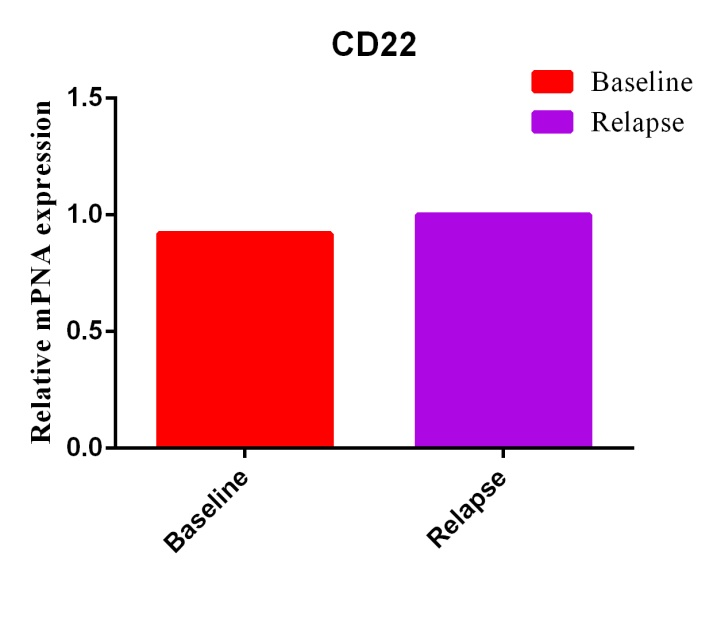 CD22
Baseline
Relapse
Relative mPNA expression
1.5
1.0
0.5
0.0
Baseline
Relapse